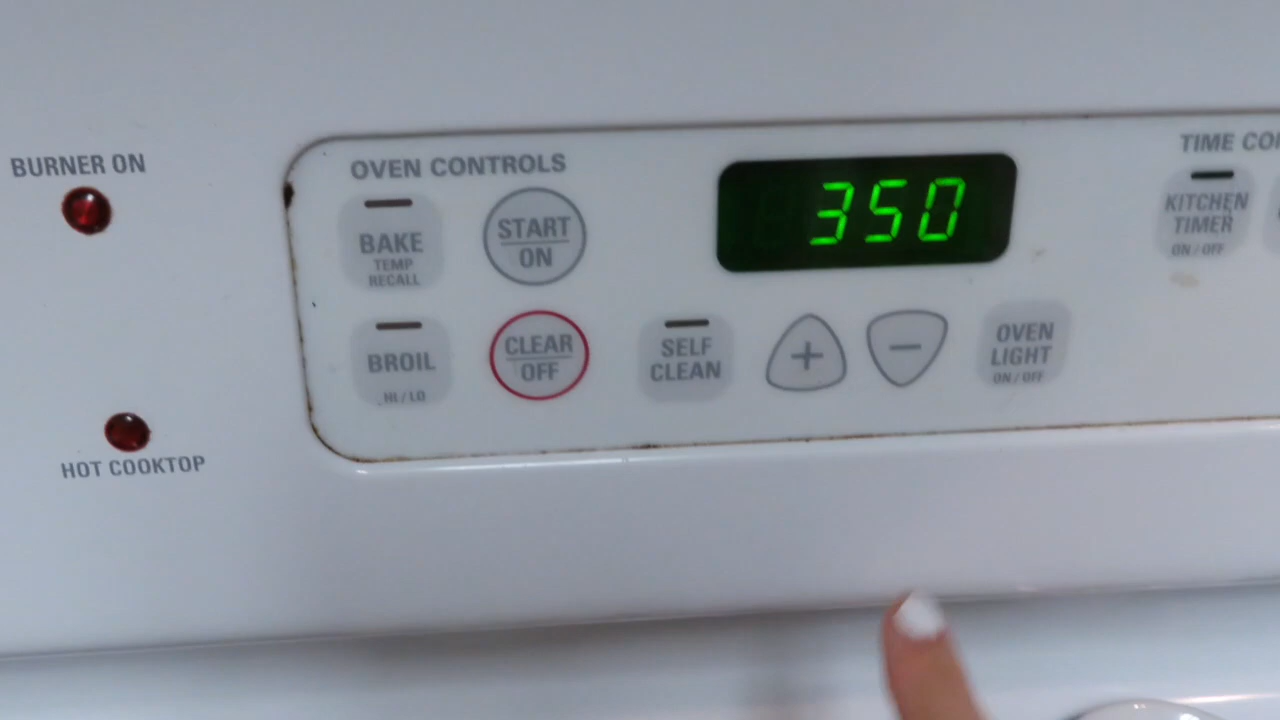 BURNER ON
HOT COOKTOP
OVEN CONTROLS
BAKE
TEMP
RECALL
START
ON
BROIL
HI / LO
CLEAR
OFF
SELF
CLEAN
350
+
−
OVEN
LIGHT
ON / OFF
TIME
KITCHEN
TIMER
ON / OFF